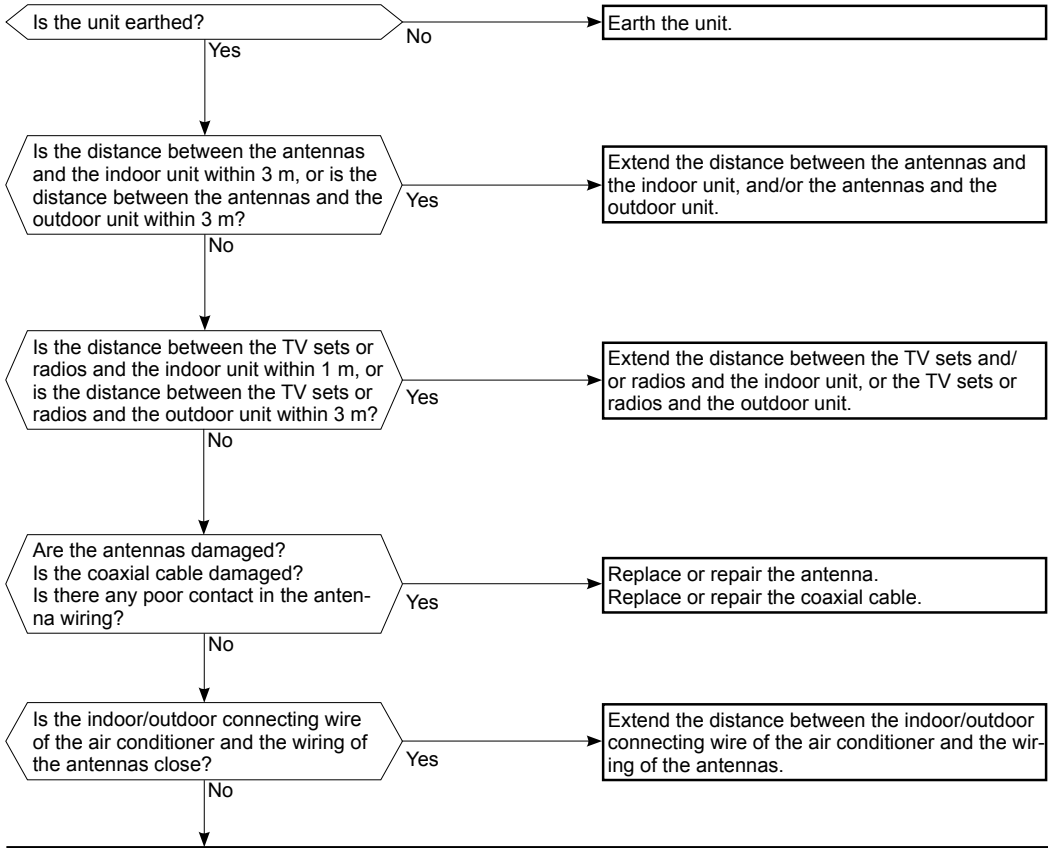 Is the unit earthed?
No
Earth the unit.
Yes
Is the distance between the antennas
and the indoor unit within 3 m, or is the
distance between the antennas and the
outdoor unit within 3 m?
Yes
Extend the distance between the antennas and
the indoor unit, and/or the antennas and the
outdoor unit.
No
Is the distance between the TV sets or
radios and the indoor unit within 1 m, or
is the distance between the TV sets or
radios and the outdoor unit within 3 m?
Yes
Extend the distance between the TV sets and/
or radios and the indoor unit, or the TV sets or
radios and the outdoor unit.
No
Are the antennas damaged?
Is the coaxial cable damaged?
Is there any poor contact in the anten-
na wiring?
Yes
Replace or repair the antenna.
Replace or repair the coaxial cable.
No
Is the indoor/outdoor connecting wire
of the air conditioner and the wiring of
the antennas close?
Yes
Extend the distance between the indoor/outdoor
connecting wire of the air conditioner and the wir-
ing of the antennas.
No